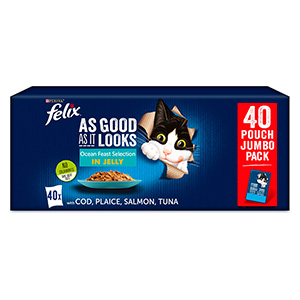 PURINA
felix
AS GOOD
AS IT LOOKS
Ocean Feast Selection
IN JELLY
NO
40x
with COD, PLAICE, SALMON, TUNA
40
POUCH
JUMBO
PACK